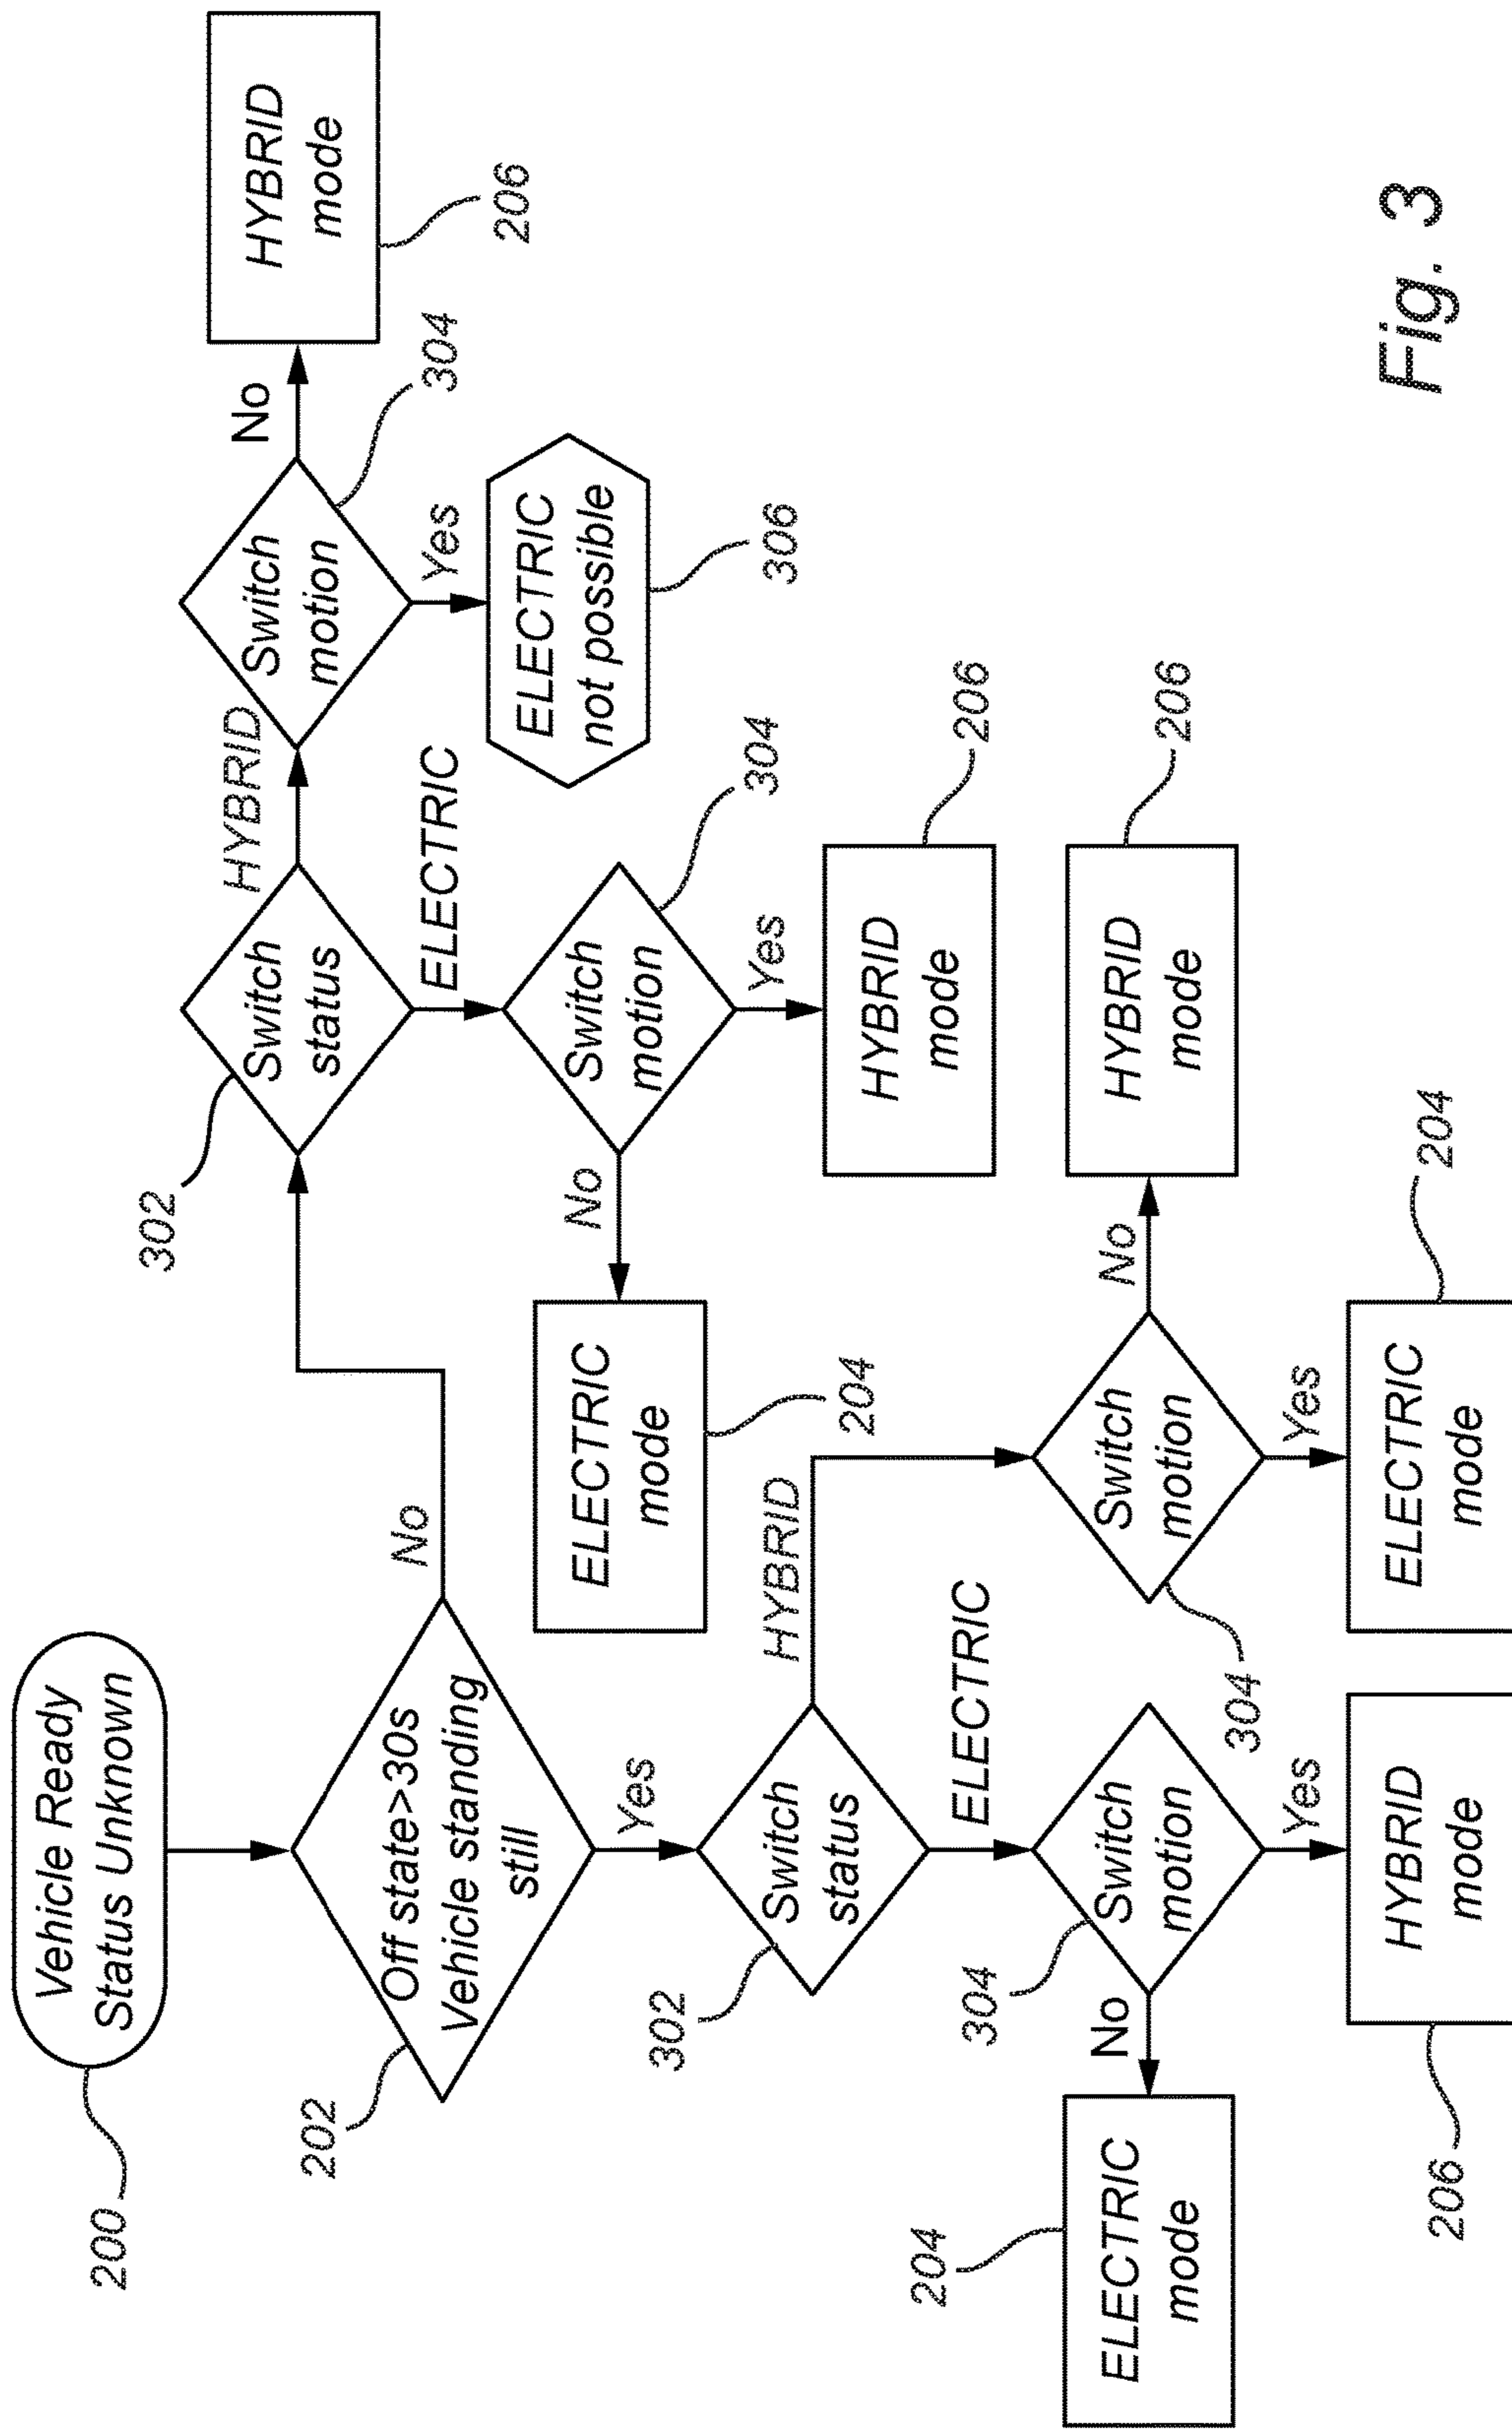 Vehicle Ready
Status Unknown
200
Off state>30s
Vehicle standing
still
202
No
Yes
302
Switch
status
HYBRID
ELECTRIC
Switch
motion
304
No
HYBRID
mode
206
Yes
ELECTRIC
not possible
306
Switch
motion
304
No
ELECTRIC
mode
204
Yes
HYBRID
mode
206
302
Switch
status
HYBRID
ELECTRIC
Switch
motion
304
No
HYBRID
mode
206
Yes
ELECTRIC
mode
204
Switch
motion
304
No
ELECTRIC
mode
204
Yes
HYBRID
mode
206
Fig. 3